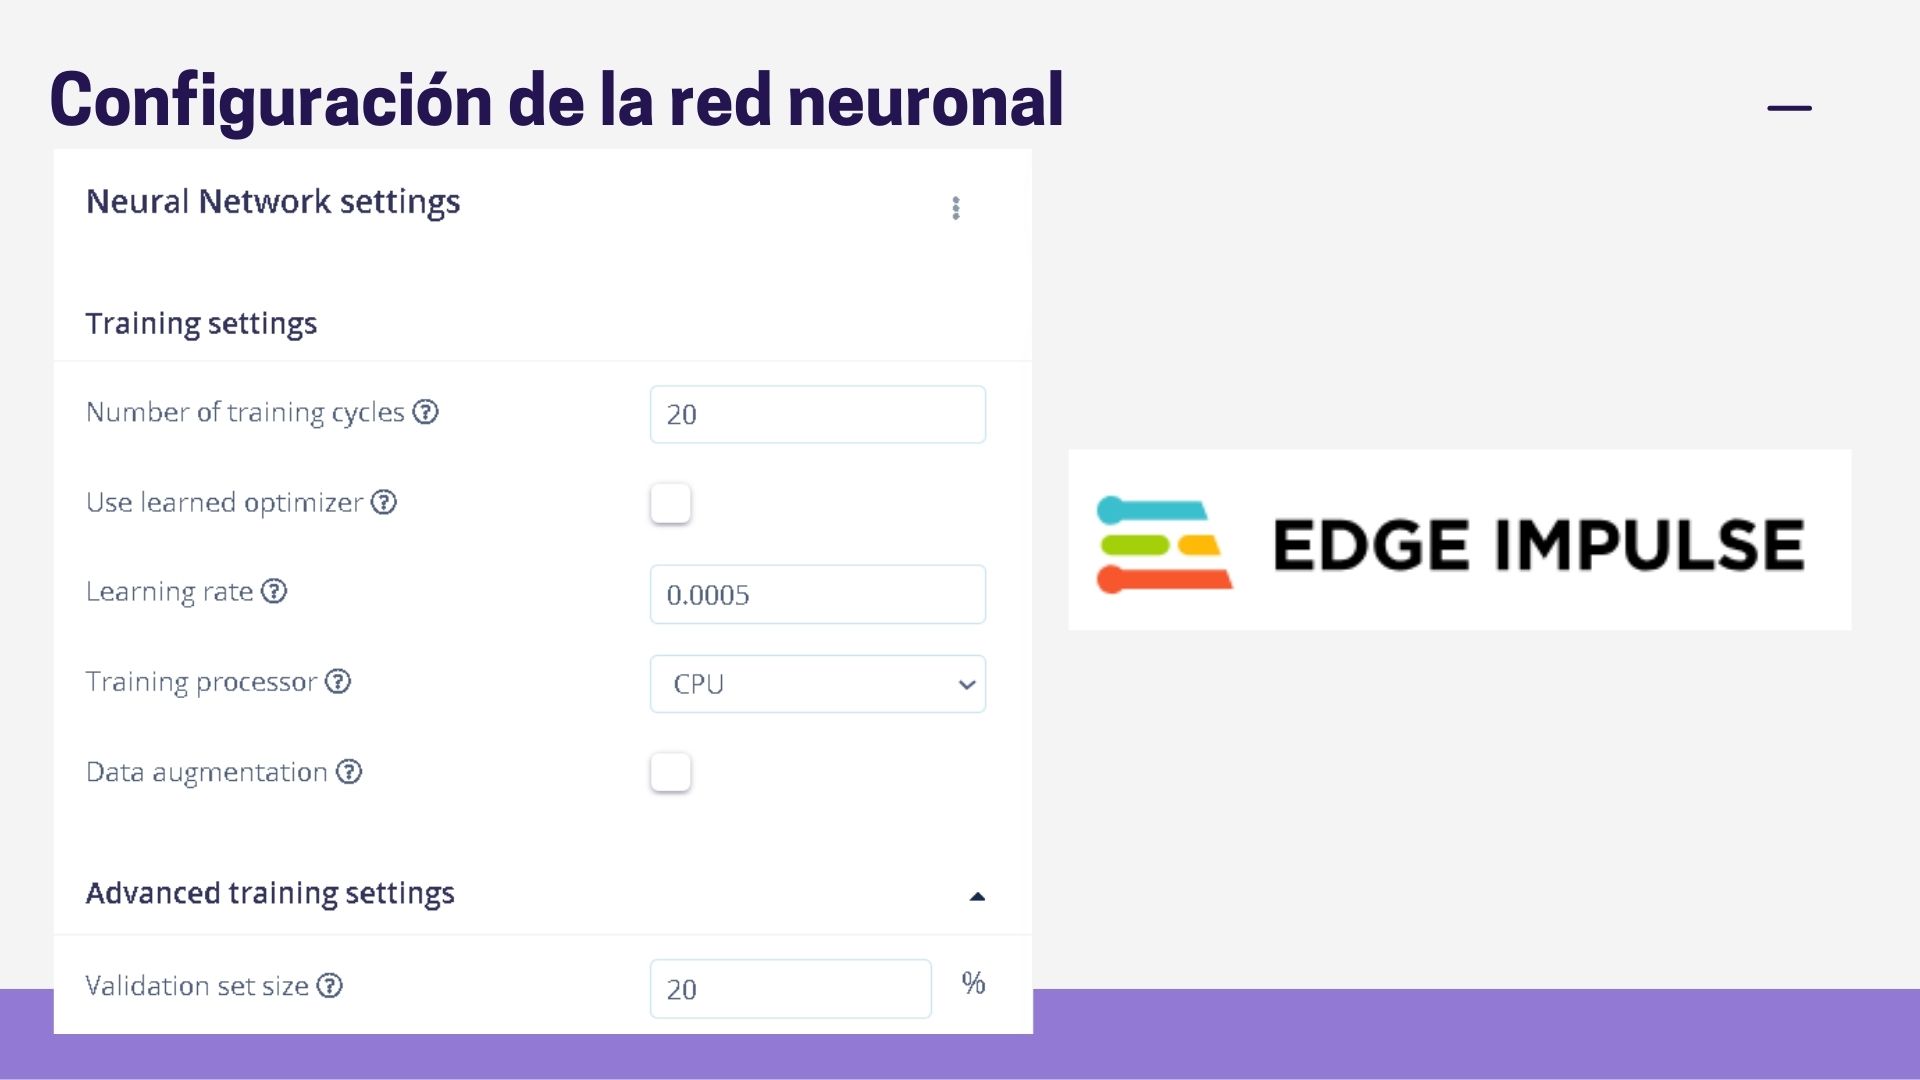 Configuración de la red neuronal
Neural Network settings
Training settings
Number of training cycles ? 20
Use learned optimizer ?
Learning rate ? 0.0005
Training processor ? CPU
Data augmentation ?
Advanced training settings
Validation set size ? 20 %
EDGE IMPULSE